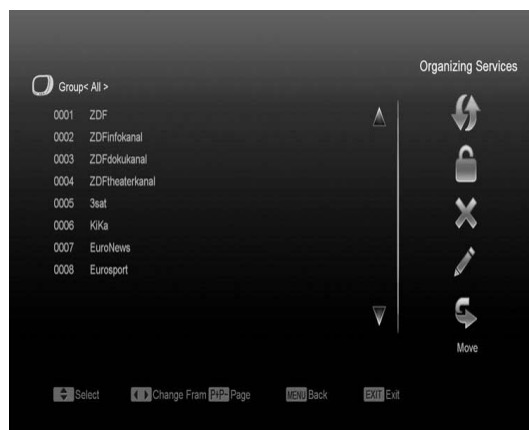 Organizing Services
Group< All >
0001 ZDF
0002 ZDFinfokanal
0003 ZDFdokukanal
0004 ZDFtheaterkanal
0005 3sat
0006 KiKa
0007 EuroNews
0008 Eurosport
Move
Select Change Fram P+P- Page MENU Back EXIT Exit